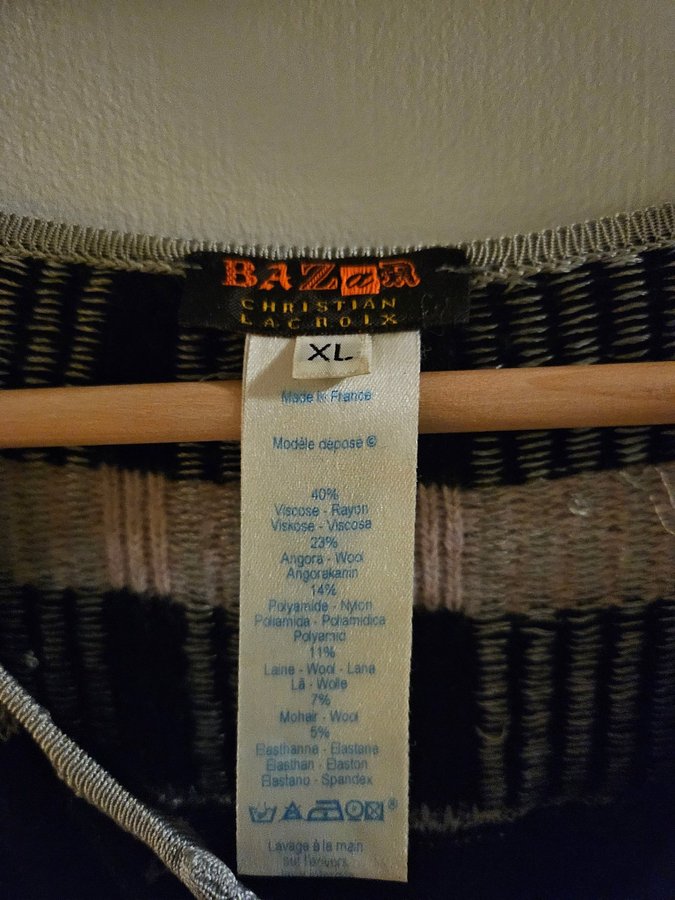 BAZaR
CHRISTIAN
LACROIX
XL
Made in France
Modèle déposé ©
40%
Viscose - Rayon
Viskose - Viscosa
23%
Angora - Wool
Angorakanin
14%
Polyamide - Nylon
Poliamida - Poliamidica
Polyamid
11%
Laine - Wool - Lana
Lã - Wolle
7%
Mohair - Wool
5%
Elasthanne - Elastane
Elasthan - Elaston
Elastano - Spandex
®
Lavage à la main
sur l'envers